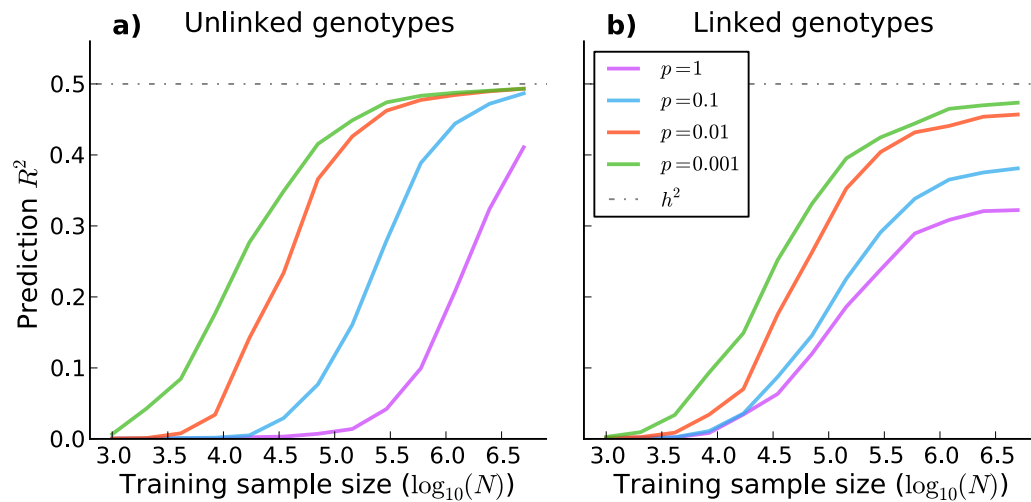 a) Unlinked genotypes
b) Linked genotypes
Prediction R²
0.5
0.4
0.3
0.2
0.1
0.0
p=1
p=0.1
p=0.01
p=0.001
h²
3.0 3.5 4.0 4.5 5.0 5.5 6.0 6.5
3.0 3.5 4.0 4.5 5.0 5.5 6.0 6.5
Training sample size (log₁₀(N))
Training sample size (log₁₀(N))